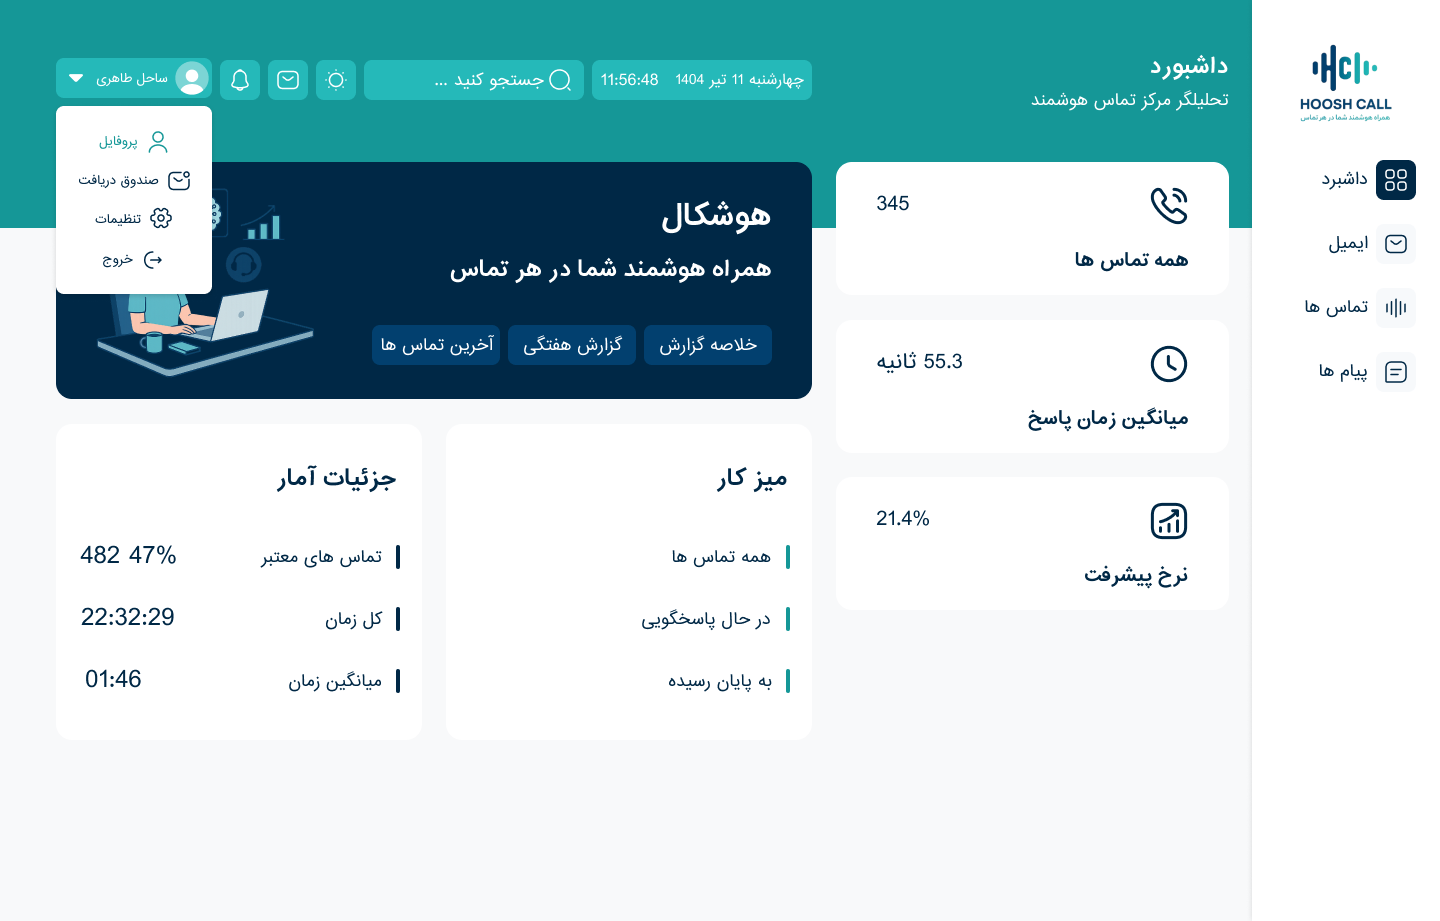 HOOSH CALL
همراه هوشمند شما در هر تماس
داشبرد
ایمیل
تماس ها
پیام ها
داشبورد
تحلیلگر مرکز تماس هوشمند
چهارشنبه 11 تیر 1404 11:56:48
جستجو کنید ...
ساحل طاهری
پروفایل
صندوق دریافت
تنظیمات
خروج
345
همه تماس ها
55.3 ثانیه
میانگین زمان پاسخ
21.4%
نرخ پیشرفت
هوشکال
همراه هوشمند شما در هر تماس
خلاصه گزارش
گزارش هفتگی
آخرین تماس ها
میز کار
همه تماس ها
در حال پاسخگویی
به پایان رسیده
جزئیات آمار
تماس های معتبر 482 47%
کل زمان 22:32:29
میانگین زمان 01:46